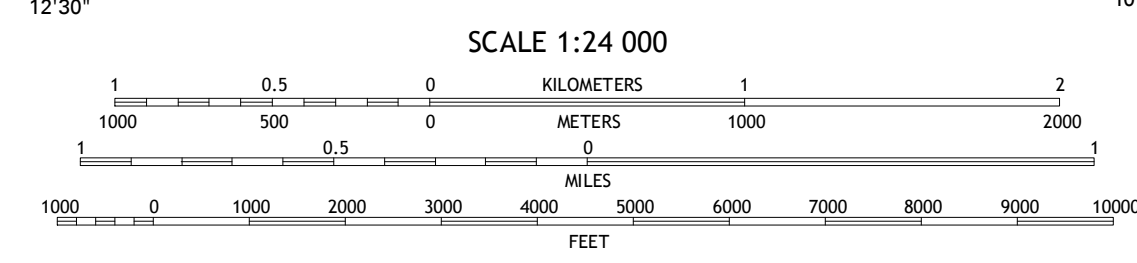 12'30"
10
SCALE 1:24 000
1 0.5 0 KILOMETERS 1 2
1000 500 0 METERS 1000 2000
1 0.5 0 1
MILES
1000 0 1000 2000 3000 4000 5000 6000 7000 8000 9000 10000
FEET